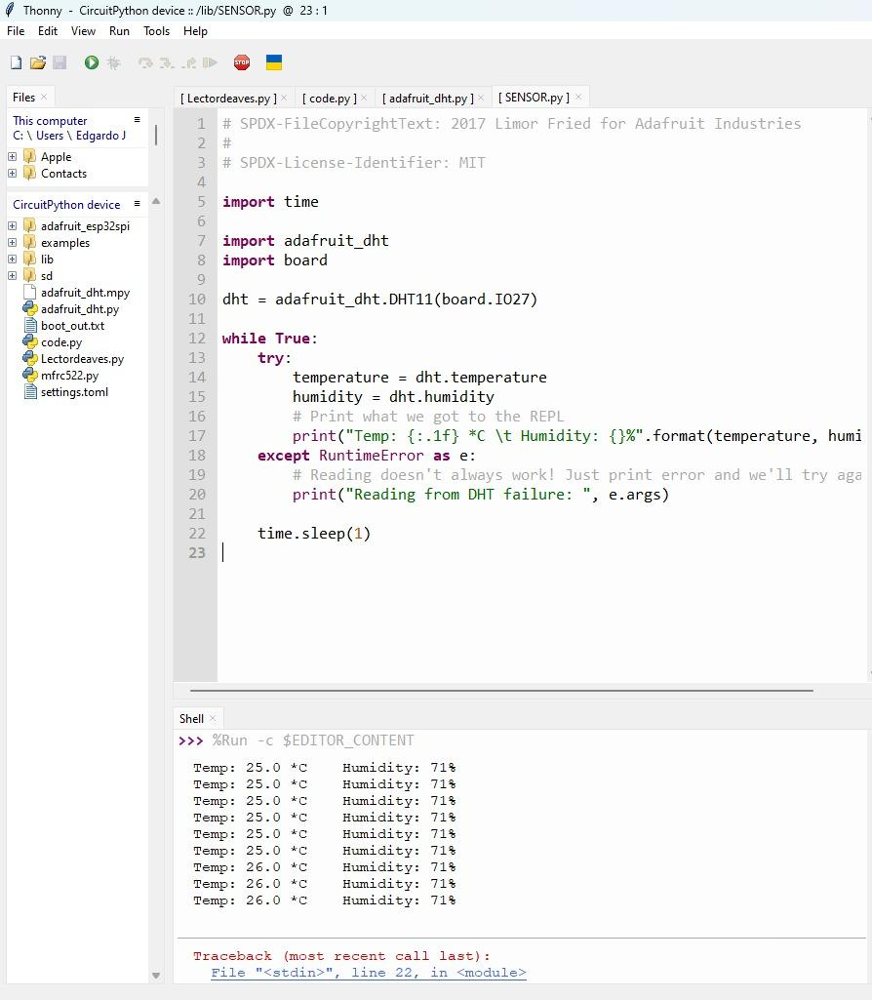 Thonny - CircuitPython device :: /lib/SENSOR.py @ 23 : 1
File Edit View Run Tools Help
STOP
Files
[ Lectordeaves.py ] [ code.py ] [ adafruit_dht.py ] [ SENSOR.py ]
This computer
C: \ Users \ Edgardo J
Apple
Contacts
CircuitPython device
adafruit_esp32spi
examples
lib
sd
adafruit_dht.mpy
adafruit_dht.py
boot_out.txt
code.py
Lectordeaves.py
mfrc522.py
settings.toml
1 # SPDX-FileCopyrightText: 2017 Limor Fried for Adafruit Industries
2 #
3 # SPDX-License-Identifier: MIT
4
5 import time
6
7 import adafruit_dht
8 import board
9
10 dht = adafruit_dht.DHT11(board.IO27)
11
12 while True:
13     try:
14         temperature = dht.temperature
15         humidity = dht.humidity
16         # Print what we got to the REPL
17         print("Temp: {:.1f} *C \t Humidity: {}%".format(temperature, humi
18     except RuntimeError as e:
19         # Reading doesn't always work! Just print error and we'll try aga
20         print("Reading from DHT failure: ", e.args)
21
22     time.sleep(1)
23
Shell
>>> %Run -c $EDITOR_CONTENT
Temp: 25.0 *C    Humidity: 71%
Temp: 25.0 *C    Humidity: 71%
Temp: 25.0 *C    Humidity: 71%
Temp: 25.0 *C    Humidity: 71%
Temp: 25.0 *C    Humidity: 71%
Temp: 25.0 *C    Humidity: 71%
Temp: 26.0 *C    Humidity: 71%
Temp: 26.0 *C    Humidity: 71%
Temp: 26.0 *C    Humidity: 71%
Traceback (most recent call last):
File "<stdin>", line 22, in <module>